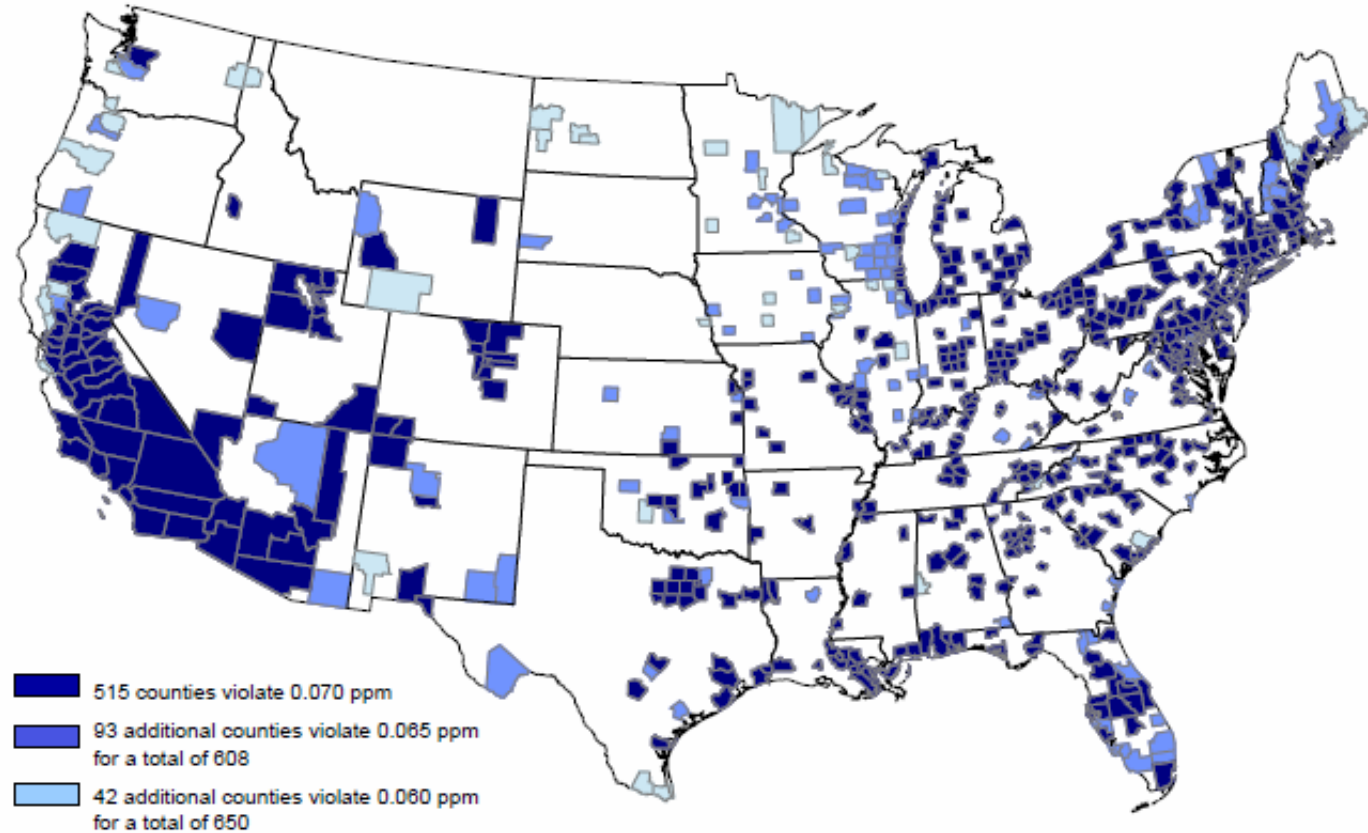 515 counties violate 0.070 ppm
93 additional counties violate 0.065 ppm
for a total of 608
42 additional counties violate 0.060 ppm
for a total of 650